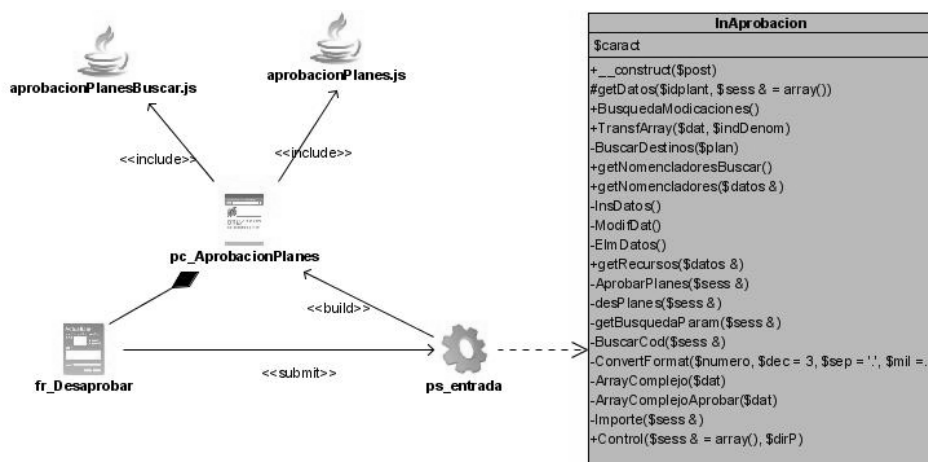 aprobacionPlanesBuscar.js
aprobacionPlanes.js
<<include>>
<<include>>
pc_AprobacionPlanes
<<build>>
fr_Desaprobar
<<submit>>
ps_entrada
InAprobacion
$caract
+__construct($post)
#getDatos($idplant, $sess & = array())
+BusquedaModicaciones()
+TransfArray($dat, $indDenom)
-BuscarDestinos($plan)
+getNomencladoresBuscar()
+getNomencladores($datos &)
-InsDatos()
-ModifDat()
-ElmDatos()
+getRecursos($datos &)
-AprobarPlanes($sess &)
-desPlanes($sess &)
-getBusquedaParam($sess &)
-BuscarCod($sess &)
-ConvertFormat($numero, $dec = 3, $sep = '.', $mil =.
-ArrayComplejo($dat)
-ArrayComplejoAprobar($dat)
-Importe($sess &)
+Control($sess & = array(), $dirP)